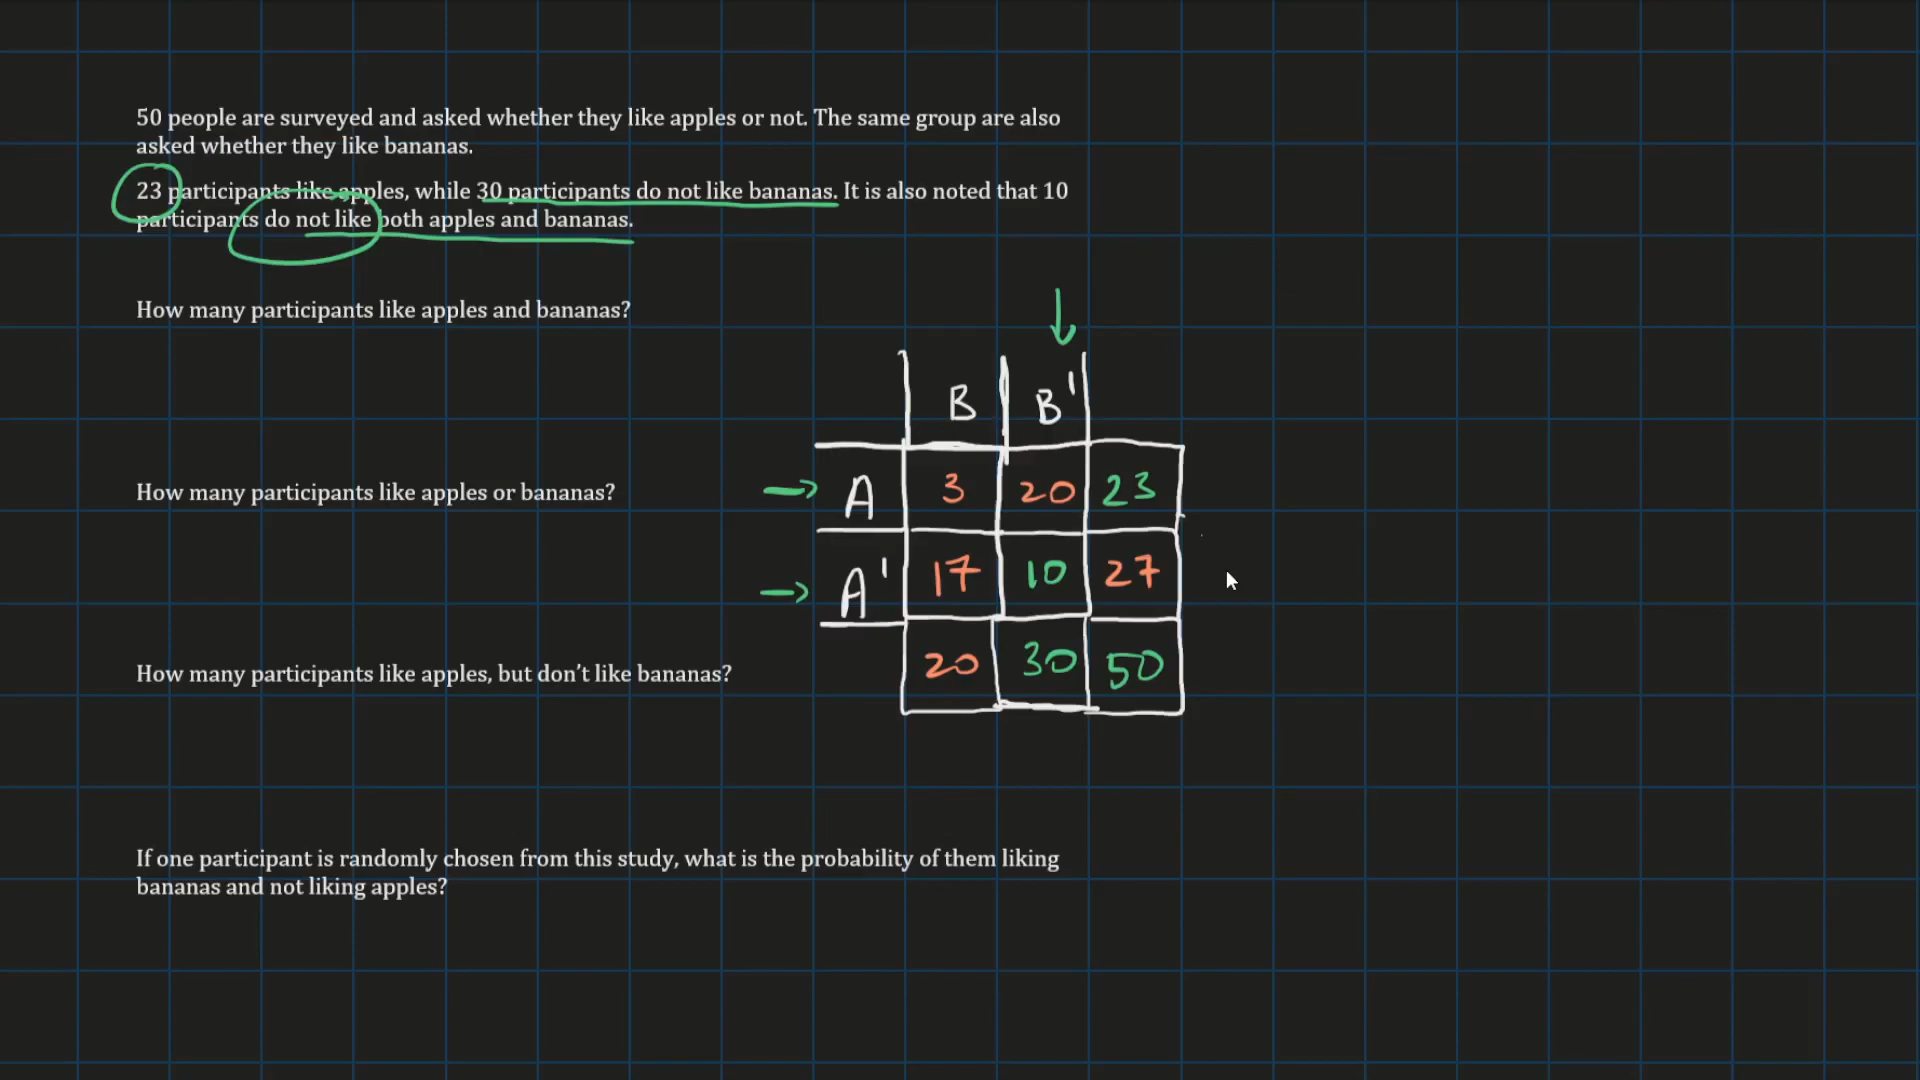 50 people are surveyed and asked whether they like apples or not. The same group are also
asked whether they like bananas.
23 participants like apples, while 30 participants do not like bananas. It is also noted that 10
participants do not like both apples and bananas.
How many participants like apples and bananas?
B B'
How many participants like apples or bananas?
A 3 20 23
A' 17 10 27
How many participants like apples, but don’t like bananas?
20 30 50
If one participant is randomly chosen from this study, what is the probability of them liking
bananas and not liking apples?